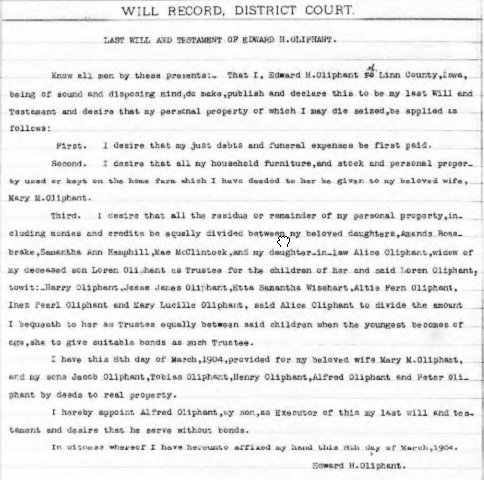 WILL RECORD, DISTRICT COURT.
LAST WILL AND TESTAMENT OF EDWARD H.OLIPHANT.
Know all men by these presents:- That I, Edward H.Oliphant of Linn County,Iowa,
being of sound and disposing mind,do make,publish and declare this to be my last Will and
Testament and desire that my personal property of which I may die seized,be applied as
follows:
First. I desire that my just debts and funeral expenses be first paid.
Second. I desire that all my household furniture,and stock and personal proper-
ty used or kept on the home farm which I have deeded to her be given to my beloved wife,
Mary M.Oliphant.
Third. I desire that all the residue or remainder of my personal property,in-
cluding monies and credits be equally divided between my beloved daughters,Amanda Rose-
brake,Samantha Ann Hemphill,Mae McClintock,and my daughter-in-law Alice Oliphant,widow of
my deceased son Loren Oliphant as Trustee for the children of her and said Loren Oliphant,
towit:-Harry Oliphant,Jesse James Oliphant,Etta Samantha Wisehart,Altie Fern Oliphant,
Inez Pearl Oliphant and Mary Lucille Oliphant, said Alice Oliphant to divide the amount
I bequeath to her as Trustee equally between said children when the youngest becomes of
age,she to give suitable bonds as such Trustee.
I have this 8th day of March,1904,provided for my beloved wife Mary M.Oliphant,
and my sons Jacob Oliphant,Tobias Oliphant,Henry Oliphant,Alfred Oliphant and Peter Oli-
phant by deeds to real property.
I hereby appoint Alfred Oliphant,my son,as Executor of this my last will and tes-
tament and desire that he serve without bonds.
In witness whereof I have hereunto affixed my hand this 8th day of March,1904.
Edward H.Oliphant.